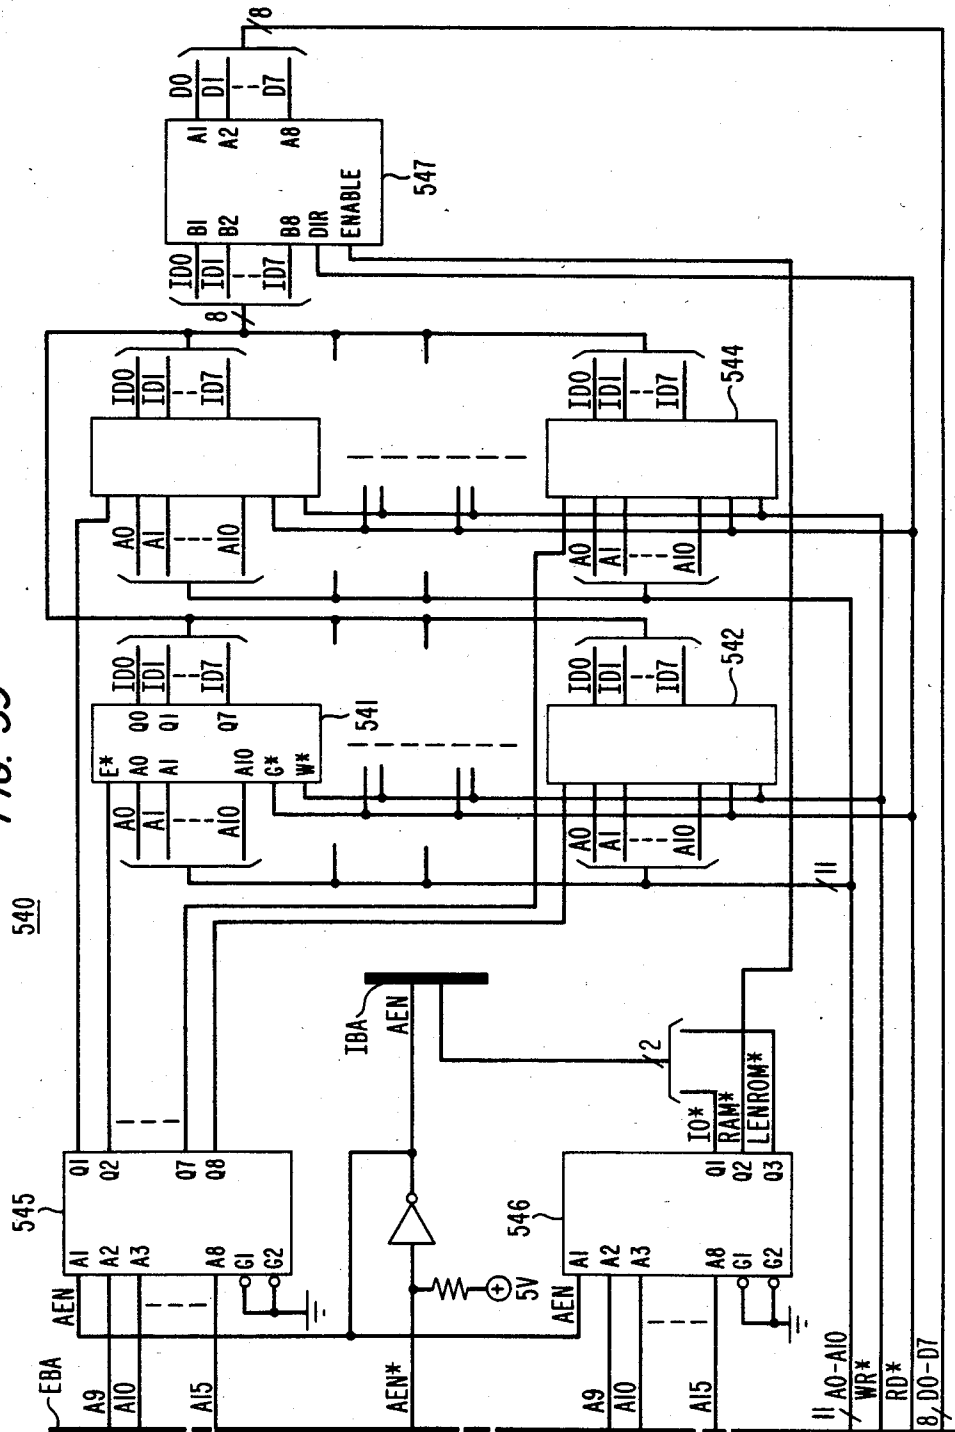 FIG. 55
540
EBA
A9
A10
A15
AEN
545
A1
A2
A3
A8
G1
G2
Q1
Q2
Q7
Q8
AEN*
5V
IBA
AEN
A9
A10
A15
AEN
546
A1
A2
A3
A8
G1
G2
Q1
Q2
Q3
IO*
RAM*
LENROM*
2
541
E*
A0
A1
A10
G*
W*
Q0
Q1
Q7
A0
A1
A10
ID0
ID1
ID7
542
A0
A1
A10
ID0
ID1
ID7
A0
A1
A10
ID0
ID1
ID7
544
A0
A1
A10
ID0
ID1
ID7
8
547
ID0
ID1
ID7
B1
B2
B8
DIR
ENABLE
A1
A2
A8
D0
D1
D7
8
11
11 A0-A10
WR*
RD*
8 D0-D7